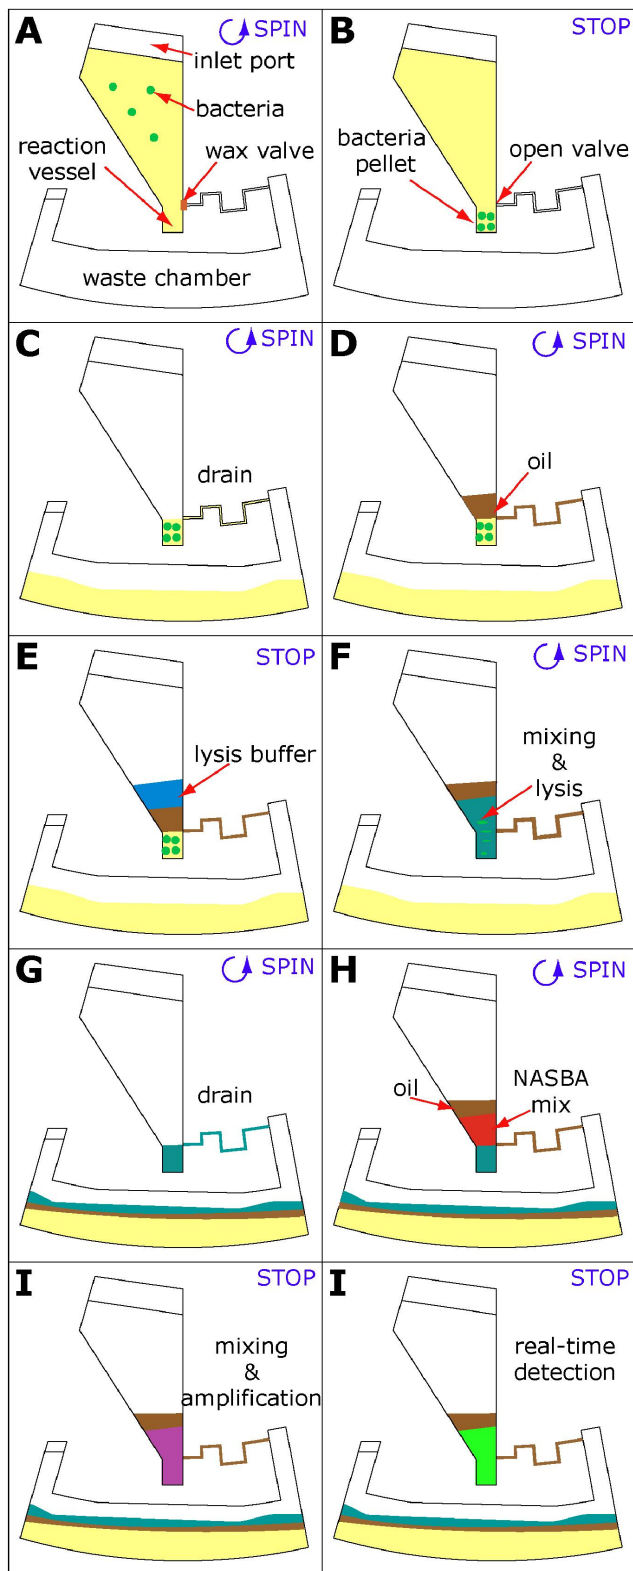 A
SPIN
inlet port
bacteria
reaction
vessel
wax valve
waste chamber
B
STOP
bacteria
pellet
open valve
C
SPIN
drain
D
SPIN
oil
E
STOP
lysis buffer
F
SPIN
mixing
&
lysis
G
SPIN
drain
H
SPIN
oil
NASBA
mix
I
STOP
mixing
&
amplification
I
STOP
real-time
detection